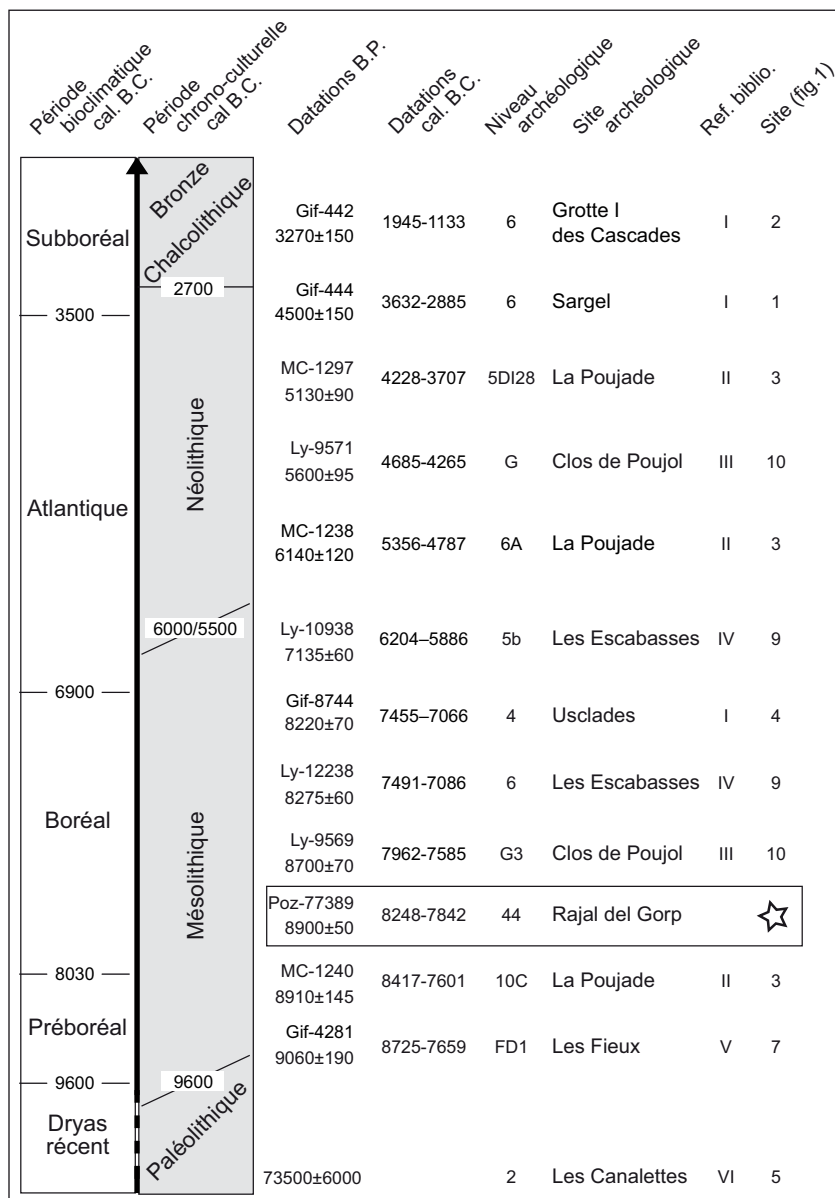 Période
bioclimatique
cal. B.C.
Période
chrono-culturelle
cal B.C.
Datations B.P.
Datations
cal. B.C.
Niveau
archéologique
Site
archéologique
Ref. biblio.
Site (fig.1)
Subboréal
3500
Atlantique
6900
Boréal
8030
Préboréal
9600
Dryas
récent
Bronze
Chalcolithique
2700
Néolithique
6000/5500
Mésolithique
9600
Paléolithique
Gif-442
3270±150 1945-1133 6 Grotte I
des Cascades I 2
Gif-444
4500±150 3632-2885 6 Sargel I 1
MC-1297
5130±90 4228-3707 5DI28 La Poujade II 3
Ly-9571
5600±95 4685-4265 G Clos de Poujol III 10
MC-1238
6140±120 5356-4787 6A La Poujade II 3
Ly-10938
7135±60 6204–5886 5b Les Escabasses IV 9
Gif-8744
8220±70 7455–7066 4 Usclades I 4
Ly-12238
8275±60 7491-7086 6 Les Escabasses IV 9
Ly-9569
8700±70 7962-7585 G3 Clos de Poujol III 10
Poz-77389
8900±50 8248-7842 44 Rajal del Gorp
MC-1240
8910±145 8417-7601 10C La Poujade II 3
Gif-4281
9060±190 8725-7659 FD1 Les Fieux V 7
73500±6000 2 Les Canalettes VI 5